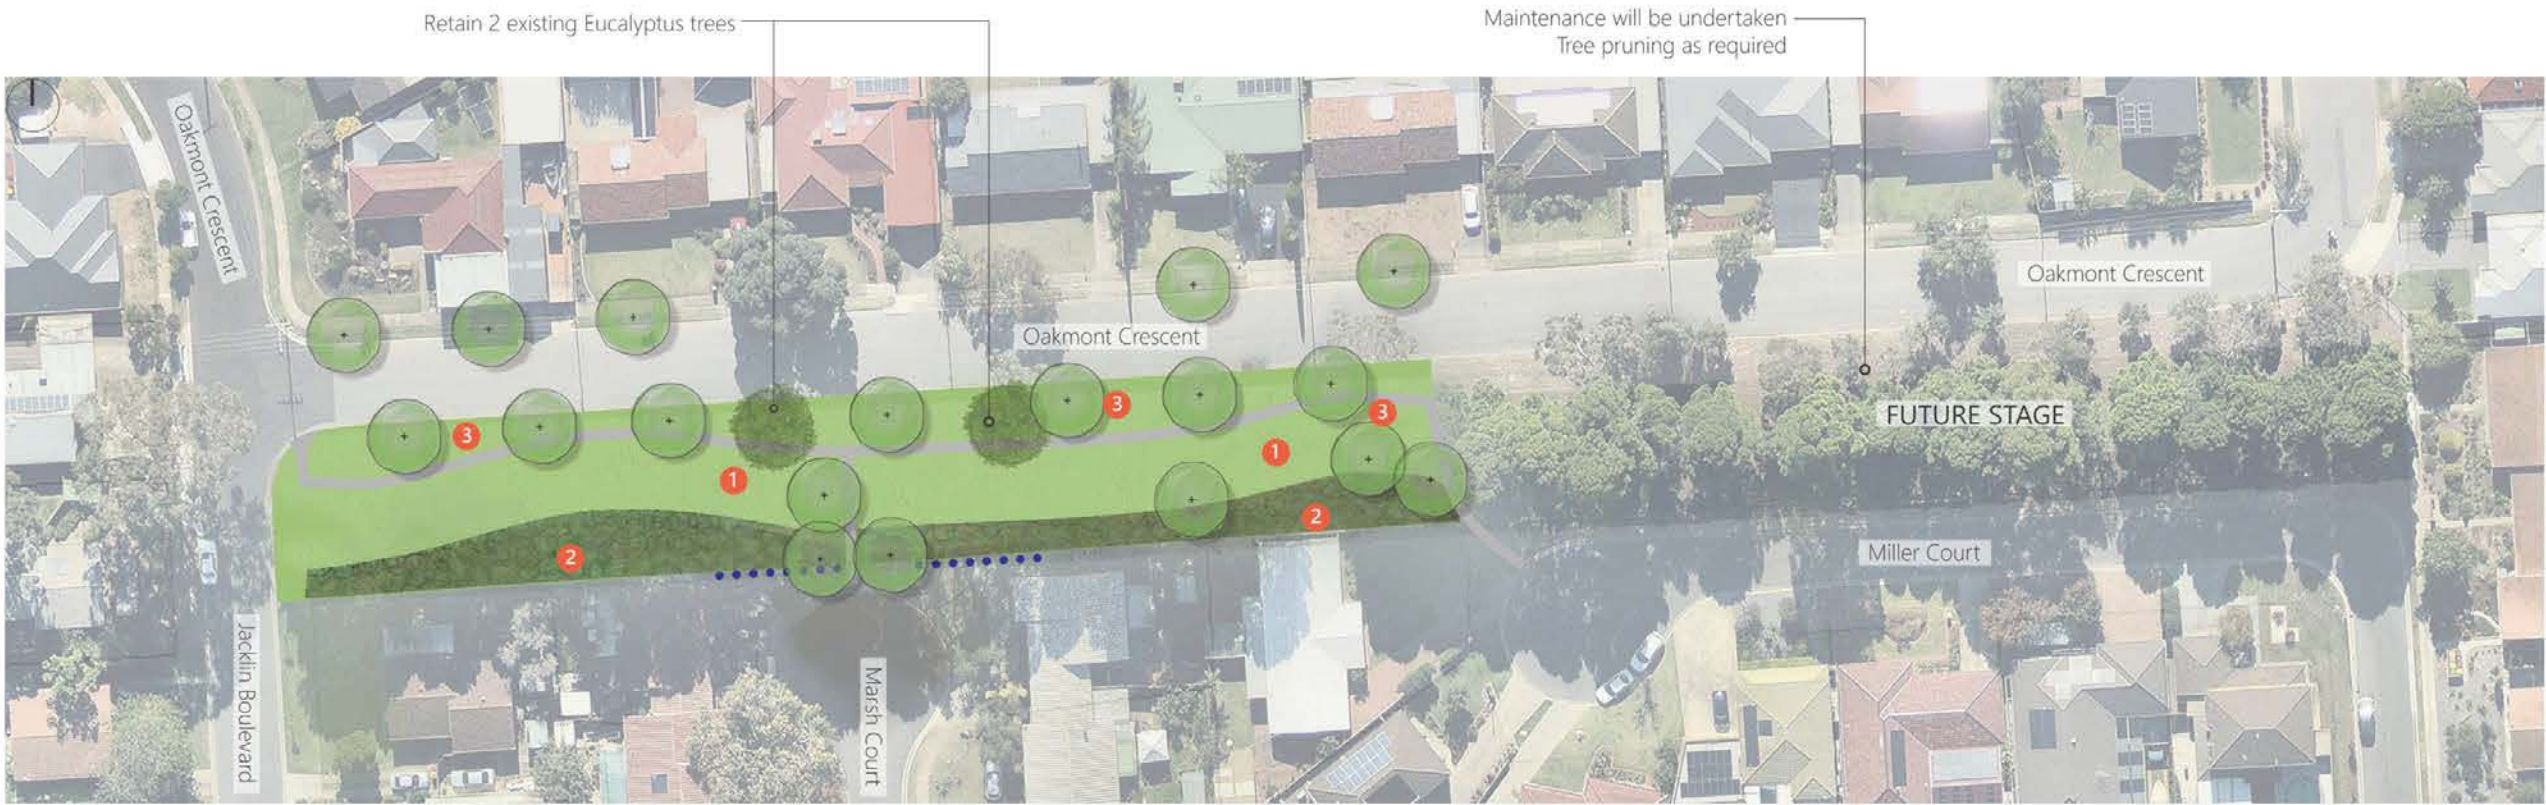 Retain 2 existing Eucalyptus trees
Maintenance will be undertaken
Tree pruning as required
Oakmont Crescent
Oakmont Crescent
Oakmont Crescent
3
3
3
FUTURE STAGE
1
1
2
2
Miller Court
Jacklin Boulevard
Marsh Court